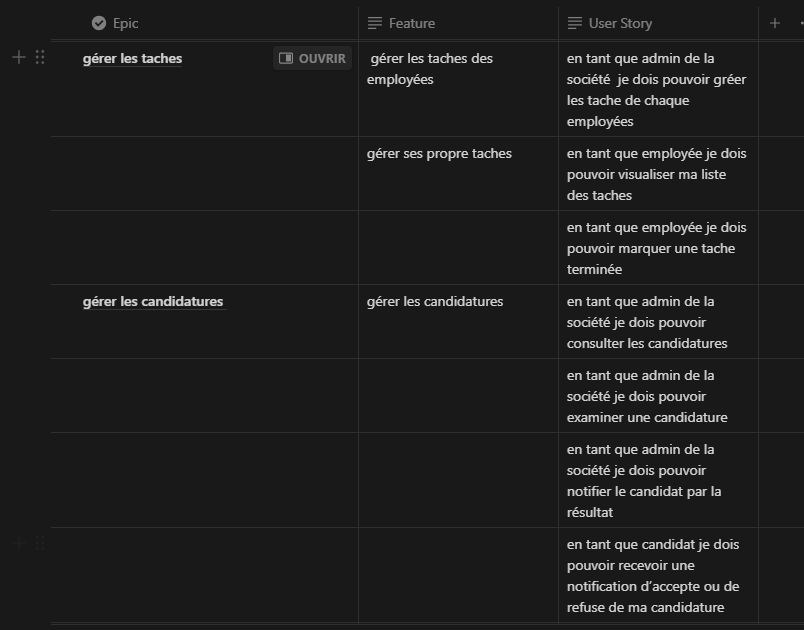 Epic
Feature
User Story
gérer les taches
OUVRIR
gérer les taches des
employées
en tant que admin de la
société  je dois pouvoir gréer
les tache de chaque
employées
gérer ses propre taches
en tant que employée je dois
pouvoir visualiser ma liste
des taches
en tant que employée je dois
pouvoir marquer une tache
terminée
gérer les candidatures
gérer les candidatures
en tant que admin de la
société je dois pouvoir
consulter les candidatures
en tant que admin de la
société je dois pouvoir
examiner une candidature
en tant que admin de la
société je dois pouvoir
notifier le candidat par la
résultat
en tant que candidat je dois
pouvoir recevoir une
notification d’accepte ou de
refuse de ma candidature